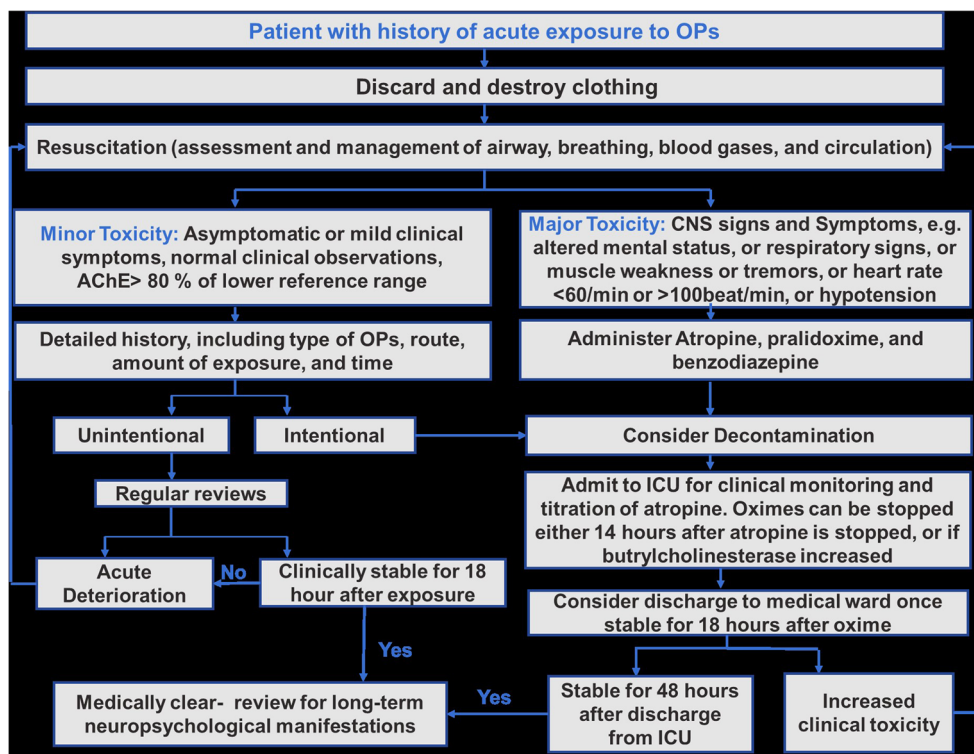 Patient with history of acute exposure to OPs
Discard and destroy clothing
Resuscitation (assessment and management of airway, breathing, blood gases, and circulation)
Minor Toxicity: Asymptomatic or mild clinical
symptoms, normal clinical observations,
AChE> 80 % of lower reference range
Major Toxicity: CNS signs and Symptoms, e.g.
altered mental status, or respiratory signs, or
muscle weakness or tremors, or heart rate
<60/min or >100beat/min, or hypotension
Detailed history, including type of OPs, route,
amount of exposure, and time
Administer Atropine, pralidoxime, and
benzodiazepine
Unintentional
Intentional
Consider Decontamination
Regular reviews
Admit to ICU for clinical monitoring and
titration of atropine. Oximes can be stopped
either 14 hours after atropine is stopped, or if
butrylcholinesterase increased
Acute
Deterioration
No
Clinically stable for 18
hour after exposure
Consider discharge to medical ward once
stable for 18 hours after oxime
Yes
Medically clear- review for long-term
neuropsychological manifestations
Yes
Stable for 48 hours
after discharge
from ICU
Increased
clinical toxicity